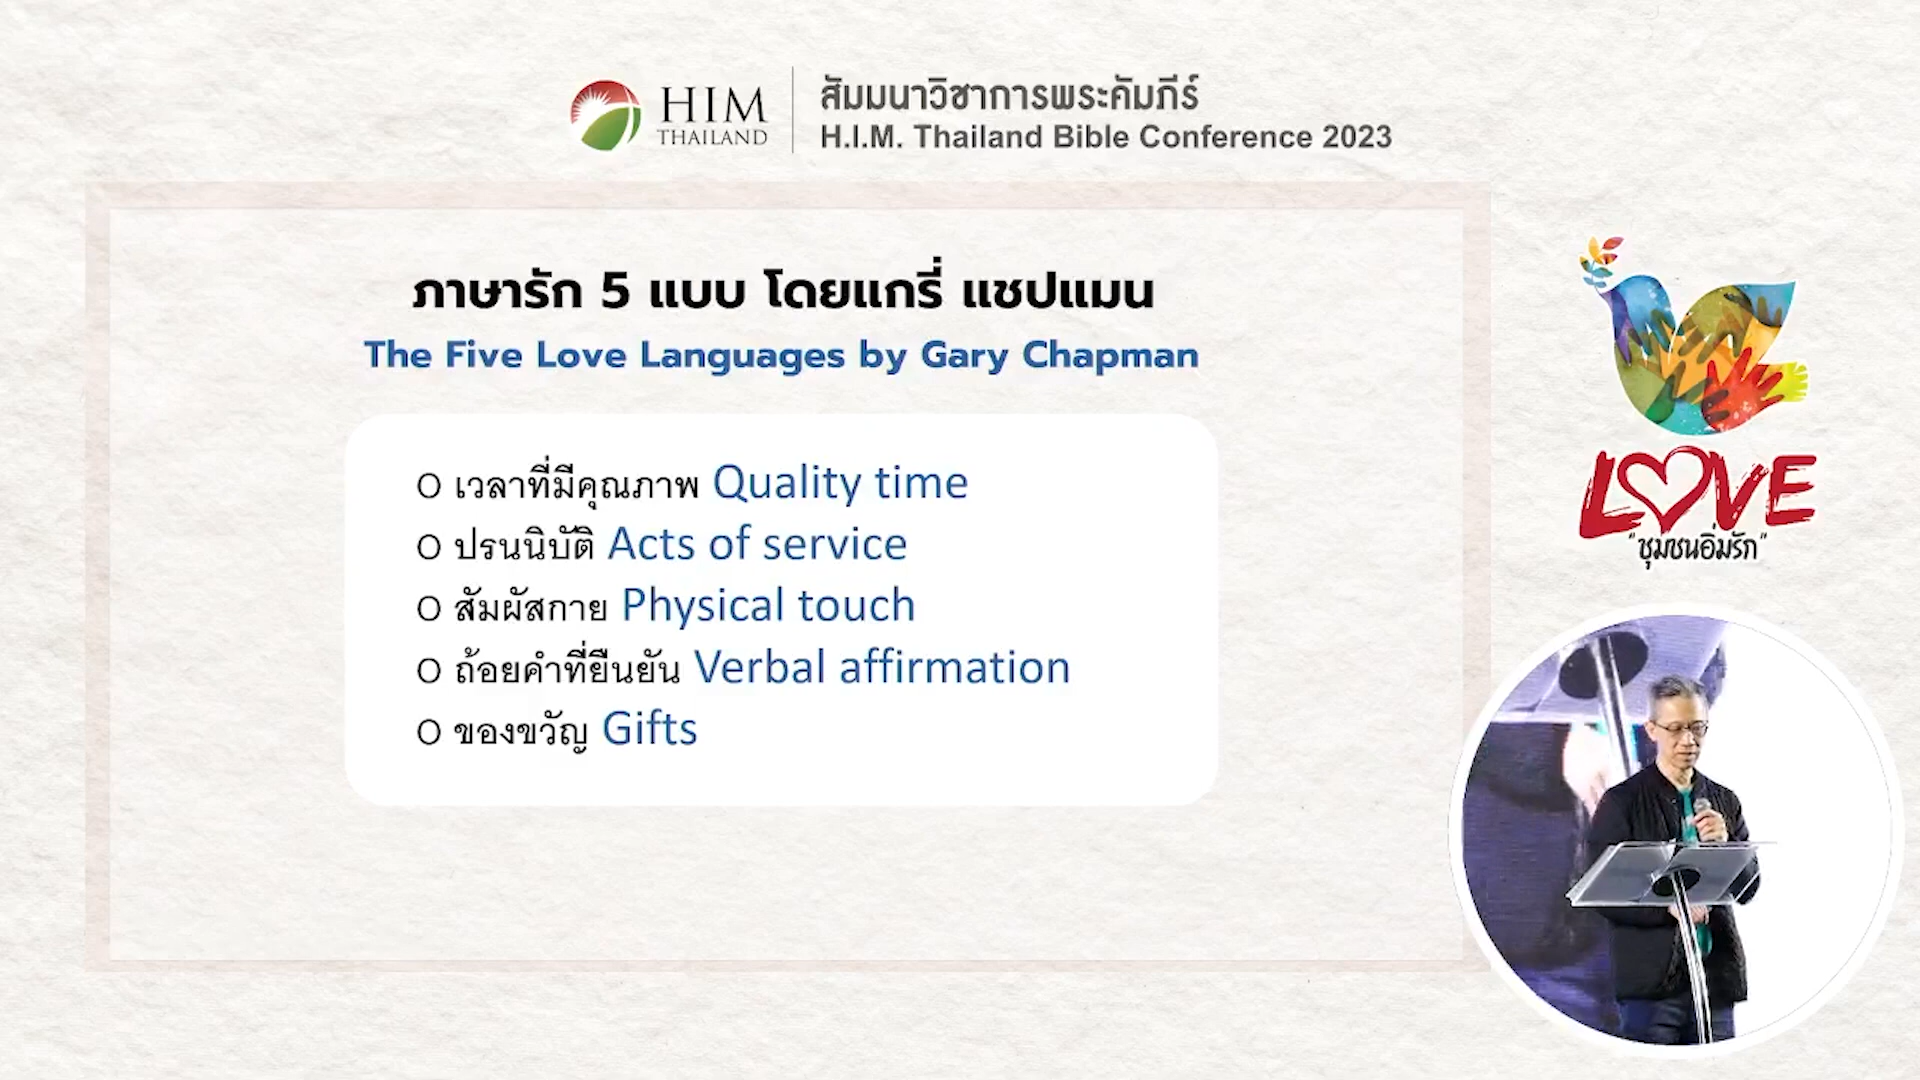 HIM
THAILAND
สัมมนาวิชาการพระคัมภีร์
H.I.M. Thailand Bible Conference 2023
ภาษารัก 5 แบบ โดยแกรี่ แชปแมน
The Five Love Languages by Gary Chapman
O เวลาที่มีคุณภาพ Quality time
O ปรนนิบัติ Acts of service
O สัมผัสกาย Physical touch
O ถ้อยคำที่ยืนยัน Verbal affirmation
O ของขวัญ Gifts
LOVE
"ชุมชนอิ่มรัก"